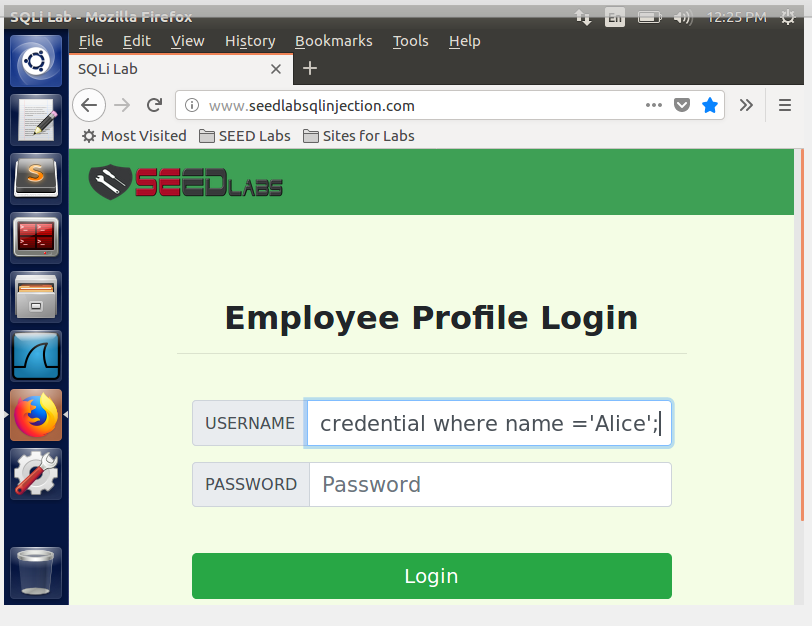 SQLi Lab - Mozilla Firefox
En
12:25 PM
File Edit View History Bookmarks Tools Help
SQLi Lab
www.seedlabsqlinjection.com
Most Visited SEED Labs Sites for Labs
SEEDLABS
Employee Profile Login
USERNAME credential where name ='Alice';
PASSWORD Password
Login